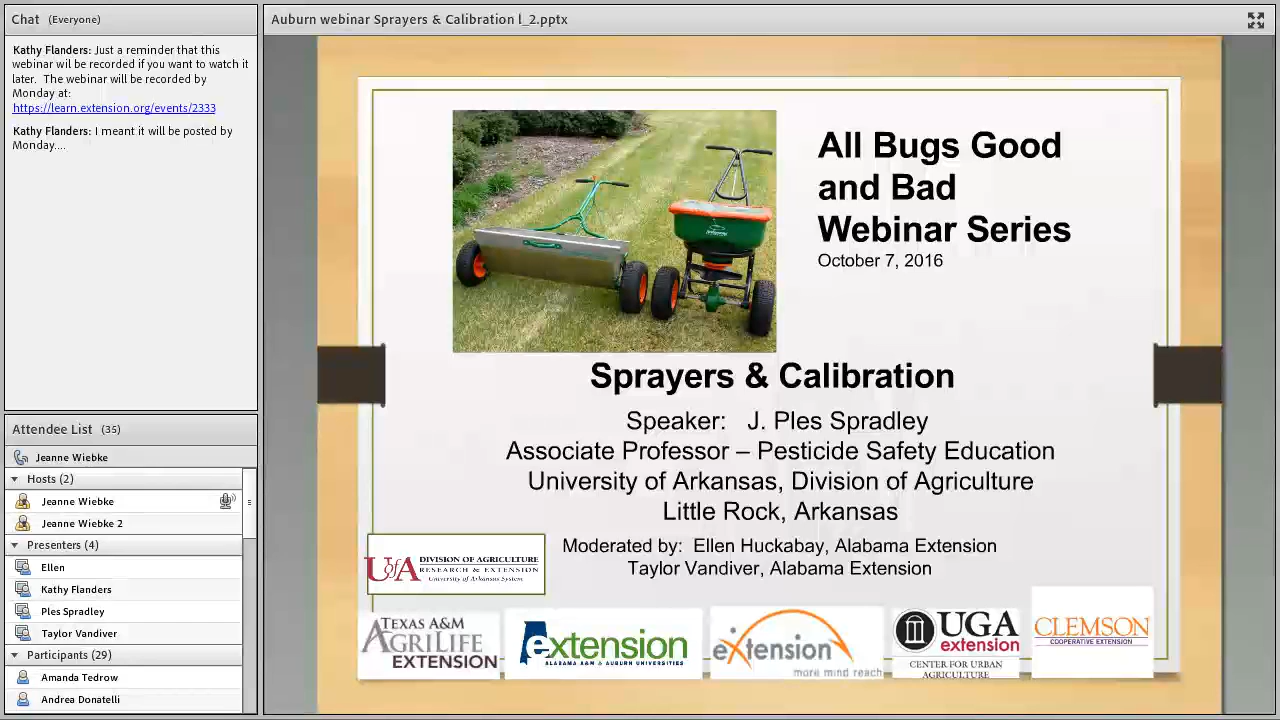 Chat (Everyone)
Kathy Flanders: Just a reminder that this
webinar wil be recorded if you want to watch it
later. The webinar will be recorded by
Monday at:
https://learn.extension.org/events/2333
Kathy Flanders: I meant it will be posted by
Monday....
Attendee List (35)
Jeanne Wiebke
Hosts (2)
Jeanne Wiebke
Jeanne Wiebke 2
Presenters (4)
Ellen
Kathy Flanders
Ples Spradley
Taylor Vandiver
Participants (29)
Amanda Tedrow
Andrea Donatelli
Auburn webinar Sprayers & Calibration l_2.pptx
All Bugs Good
and Bad
Webinar Series
October 7, 2016
Sprayers & Calibration
Speaker: J. Ples Spradley
Associate Professor – Pesticide Safety Education
University of Arkansas, Division of Agriculture
Little Rock, Arkansas
Moderated by: Ellen Huckabay, Alabama Extension
Taylor Vandiver, Alabama Extension
UofA DIVISION OF AGRICULTURE
RESEARCH & EXTENSION
University of Arkansas System
TEXAS A&M
AGRILIFE
EXTENSION
extension
ALABAMA A&M & AUBURN UNIVERSITIES
eXtension
more mind reach
UGA
extension
CENTER FOR URBAN
AGRICULTURE
CLEMSON
COOPERATIVE EXTENSION